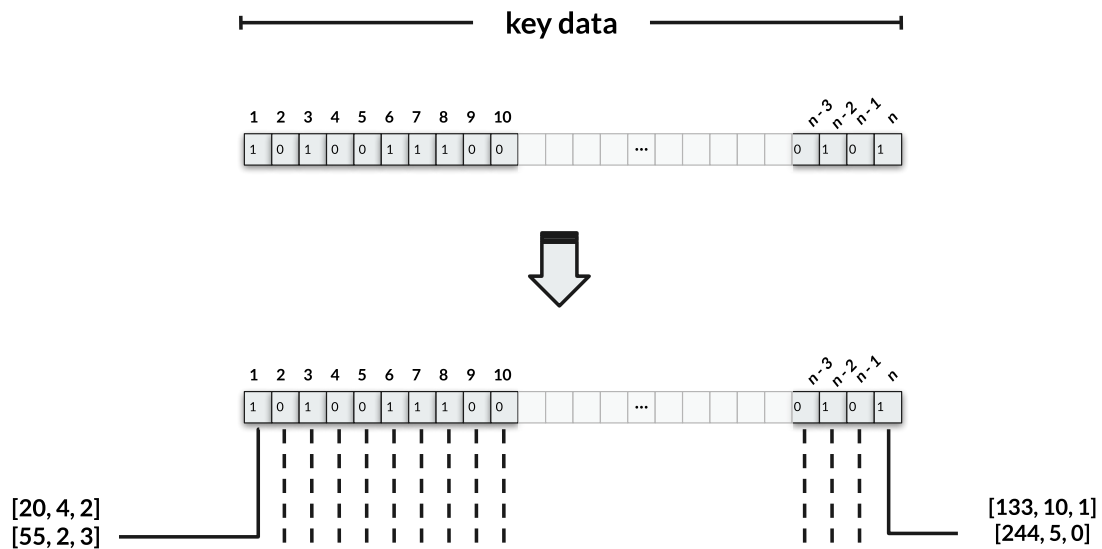 key data
1 2 3 4 5 6 7 8 9 10 n-3 n-2 n-1 n
1 0 1 0 0 1 1 1 0 0 ... 0 1 0 1
1 2 3 4 5 6 7 8 9 10 n-3 n-2 n-1 n
1 0 1 0 0 1 1 1 0 0 ... 0 1 0 1
[20, 4, 2] [133, 10, 1]
[55, 2, 3] [244, 5, 0]